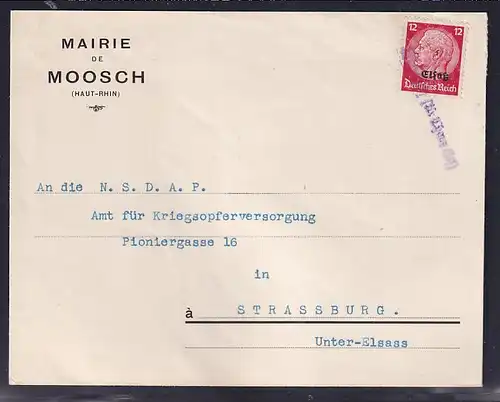 MAIRIE
DE
MOOSCH
(HAUT-RHIN)
12 12
Elsaß
Deutsches Reich
An die N. S. D. A. P.
Amt für Kriegsopferversorgung
Pioniergasse 16
in
à STRASSBURG.
Unter-Elsass